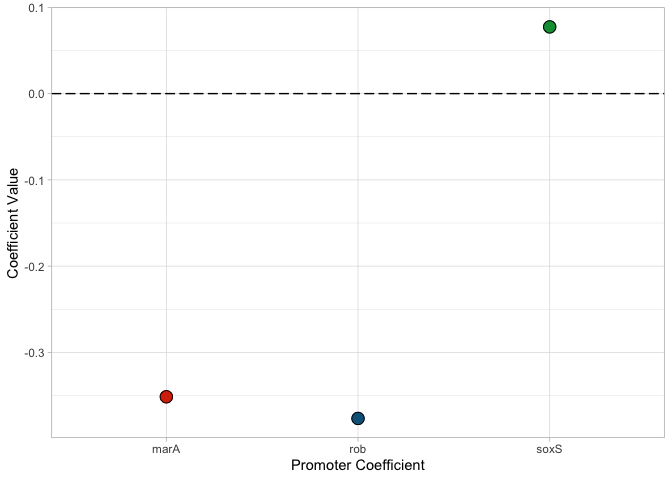 0.1
0.0
-0.1
-0.2
-0.3
Coefficient Value
marA
rob
soxS
Promoter Coefficient